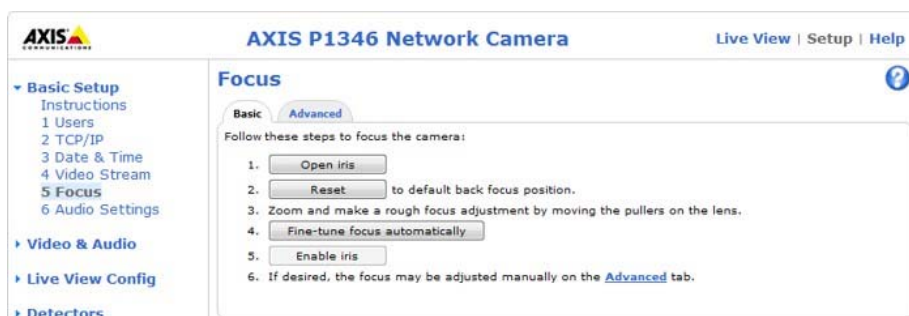 AXIS
COMMUNICATIONS
AXIS P1346 Network Camera
Live View | Setup | Help
Basic Setup
Instructions
1 Users
2 TCP/IP
3 Date & Time
4 Video Stream
5 Focus
6 Audio Settings
Video & Audio
Live View Config
Detectors
Focus
?
Basic
Advanced
Follow these steps to focus the camera:
1. Open iris
2. Reset to default back focus position.
3. Zoom and make a rough focus adjustment by moving the pullers on the lens.
4. Fine-tune focus automatically
5. Enable iris
6. If desired, the focus may be adjusted manually on the Advanced tab.